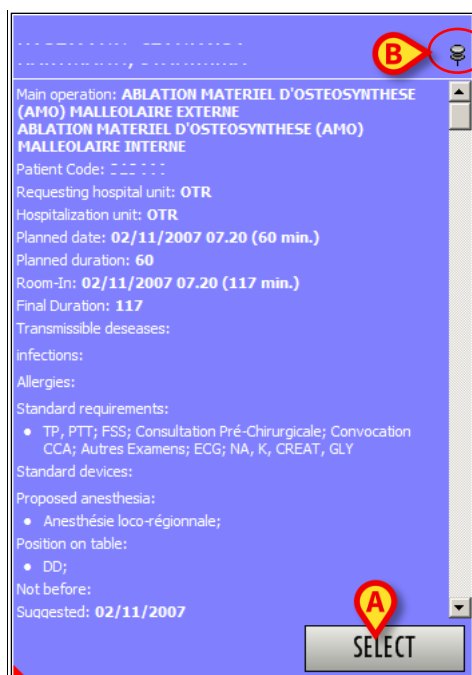 B
Main operation: ABLATION MATERIEL D'OSTEOSYNTHESE
(AMO) MALLEOLAIRE EXTERNE
ABLATION MATERIEL D'OSTEOSYNTHESE (AMO)
MALLEOLAIRE INTERNE
Patient Code:
Requesting hospital unit: OTR
Hospitalization unit: OTR
Planned date: 02/11/2007 07.20 (60 min.)
Planned duration: 60
Room-In: 02/11/2007 07.20 (117 min.)
Final Duration: 117
Transmissible deseases:
infections:
Allergies:
Standard requirements:
• TP, PTT; FSS; Consultation Pré-Chirurgicale; Convocation
CCA; Autres Examens; ECG; NA, K, CREAT, GLY
Standard devices:
Proposed anesthesia:
• Anesthésie loco-régionnale;
Position on table:
• DD;
Not before:
Suggested: 02/11/2007
A
SELECT